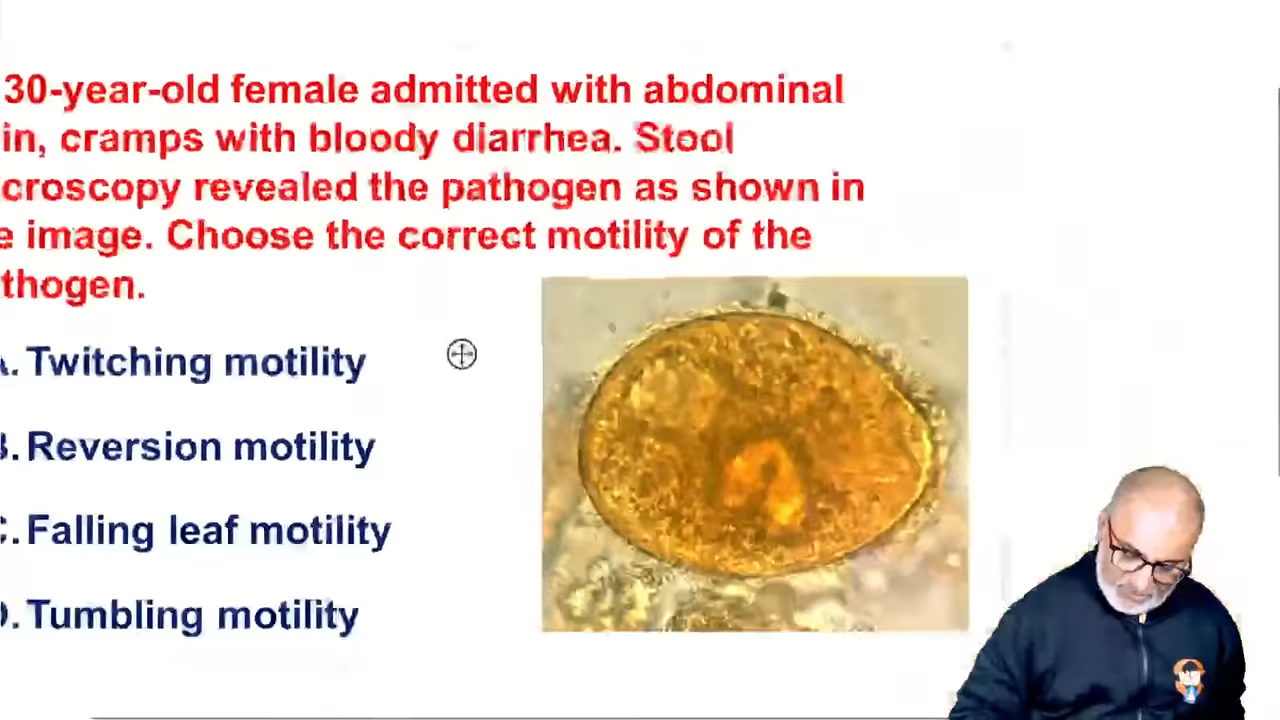 30-year-old female admitted with abdominal
in, cramps with bloody diarrhea. Stool
croscopy revealed the pathogen as shown in
e image. Choose the correct motility of the
thogen.
. Twitching motility
. Reversion motility
. Falling leaf motility
. Tumbling motility